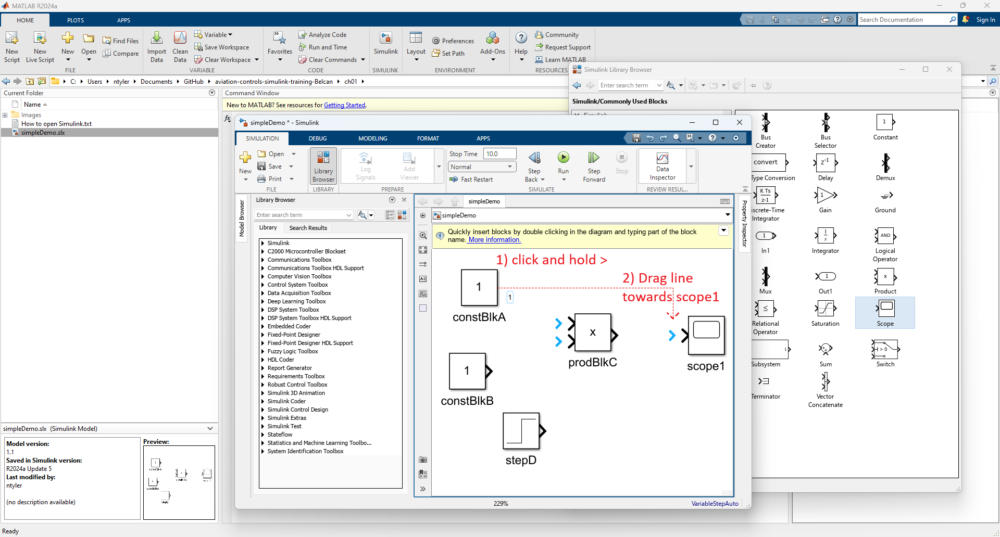 MATLAB R2024a
HOME PLOTS APPS
Search Documentation
Sign In
New Script
New Live Script
New
Open
Find Files
Compare
FILE
Import Data
Clean Data
Variable
Save Workspace
Clear Workspace
VARIABLE
Favorites
Analyze Code
Run and Time
Clear Commands
CODE
Simulink
SIMULINK
Layout
Preferences
Set Path
Add-Ons
ENVIRONMENT
Help
Community
Request Support
Learn MATLAB
RESOURCES
C: Users ntyler Documents GitHub aviation-controls-simulink-training-Belcan ch01
Current Folder
Name
Images
How to open Simulink.txt
simpleDemo.slx
Command Window
New to MATLAB? See resources for Getting Started.
fx
simpleDemo.slx (Simulink Model)
Model version:
1.1
Saved in Simulink version:
R2024a Update 5
Last modified by:
ntyler
(no description available)
Preview:
Ready
simpleDemo * - Simulink
SIMULATION DEBUG MODELING FORMAT APPS
New
Open
Save
Print
FILE
Library Browser
LIBRARY
Log Signals
Add Viewer
PREPARE
Stop Time 10.0
Normal
Fast Restart
Step Back
Run
Step Forward
Stop
SIMULATE
Data Inspector
REVIEW RESUL...
Model Browser
Library Browser
Enter search term
Library Search Results
Simulink
C2000 Microcontroller Blockset
Communications Toolbox
Communications Toolbox HDL Support
Computer Vision Toolbox
Control System Toolbox
Data Acquisition Toolbox
Deep Learning Toolbox
DSP System Toolbox
DSP System Toolbox HDL Support
Embedded Coder
Fixed-Point Designer
Fixed-Point Designer HDL Support
Fuzzy Logic Toolbox
HDL Coder
Report Generator
Requirements Toolbox
Robust Control Toolbox
Simulink 3D Animation
Simulink Coder
Simulink Control Design
Simulink Extras
Simulink Test
Stateflow
Statistics and Machine Learning Toolbo...
System Identification Toolbox
simpleDemo
simpleDemo
Property Inspector
Quickly insert blocks by double clicking in the diagram and typing part of the block
name. More information.
1) click and hold >
2) Drag line
towards scope1
1
1
constBlkA
x
prodBlkC
scope1
1
constBlkB
stepD
229%
VariableStepAuto
Simulink Library Browser
Enter search term
Simulink/Commonly Used Blocks
Bus Creator
Bus Selector
1
Constant
convert
Type Conversion
z-1
Delay
Demux
K Ts
z-1
iscrete-Time Integrator
1
Gain
Ground
1
In1
1
s
Integrator
AND
Logical Operator
Mux
1
Out1
x
Product
≤
Relational Operator
Saturation
Scope
1
Subsystem
Sum
> 0
Switch
Terminator
Vector Concatenate